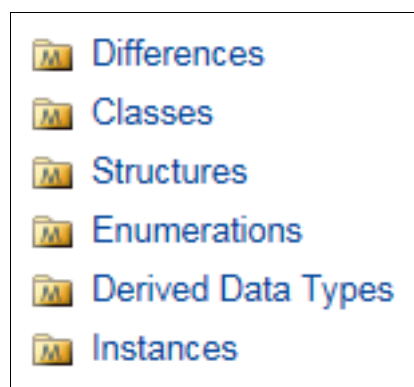 Differences
Classes
Structures
Enumerations
Derived Data Types
Instances